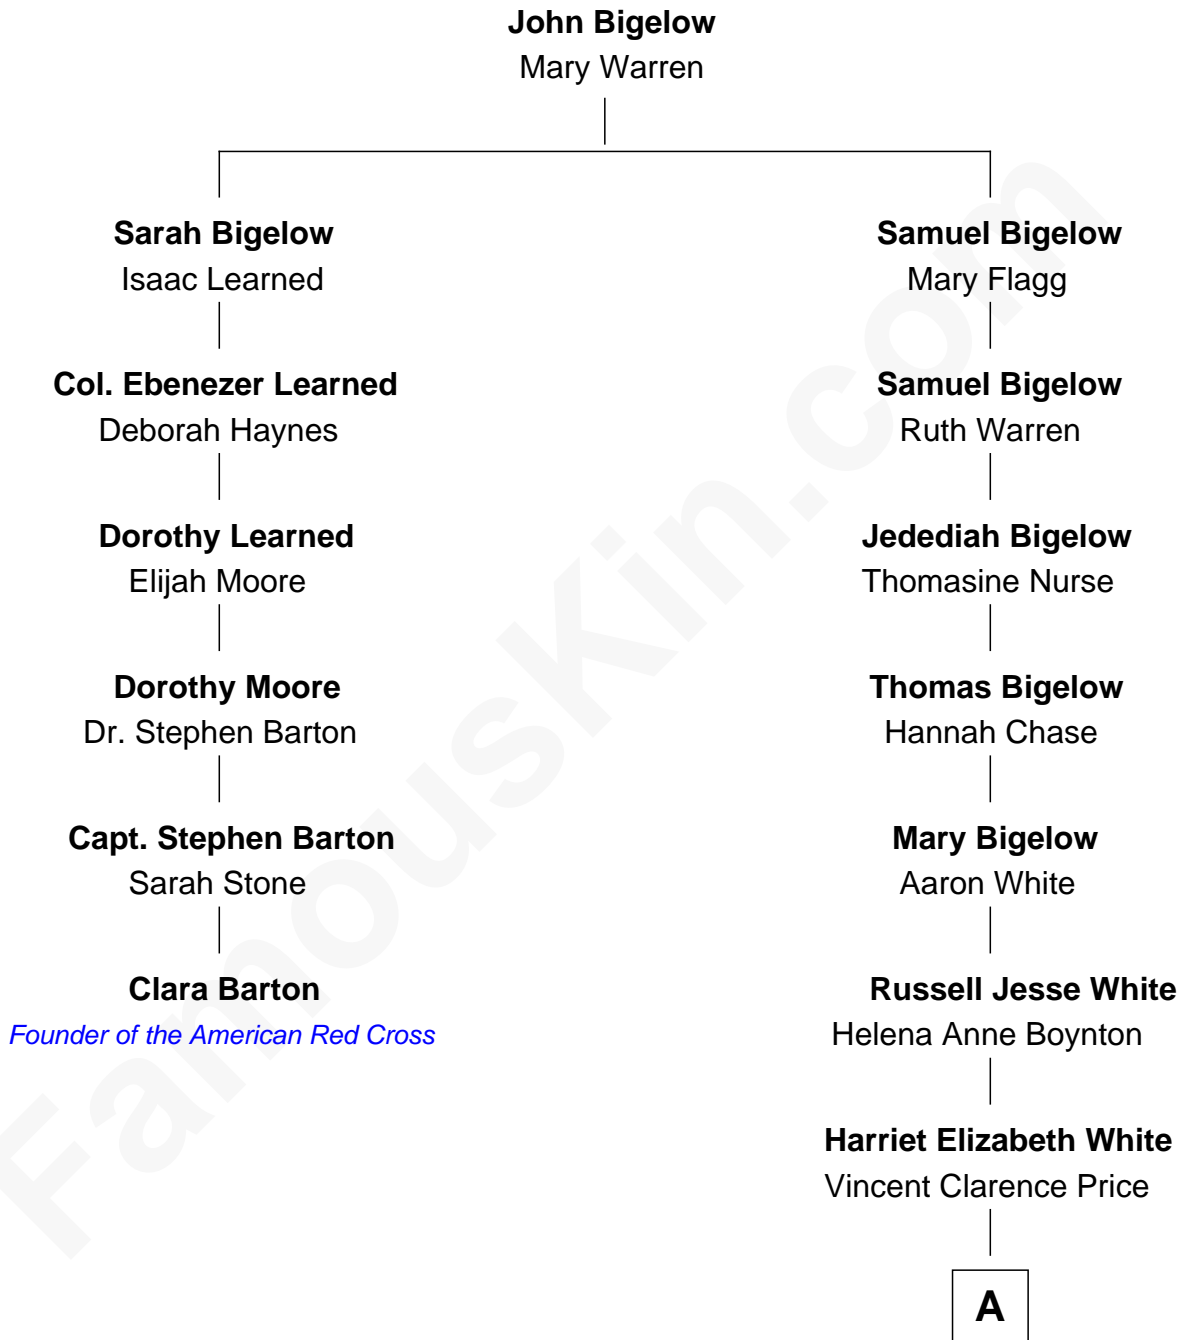 John Bigelow
Mary Warren
Sarah Bigelow
Isaac Learned
Col. Ebenezer Learned
Deborah Haynes
Dorothy Learned
Elijah Moore
Dorothy Moore
Dr. Stephen Barton
Capt. Stephen Barton
Sarah Stone
Clara Barton
Founder of the American Red Cross
Samuel Bigelow
Mary Flagg
Samuel Bigelow
Ruth Warren
Jedediah Bigelow
Thomasine Nurse
Thomas Bigelow
Hannah Chase
Mary Bigelow
Aaron White
Russell Jesse White
Helena Anne Boynton
Harriet Elizabeth White
Vincent Clarence Price
A
FamousKin.com